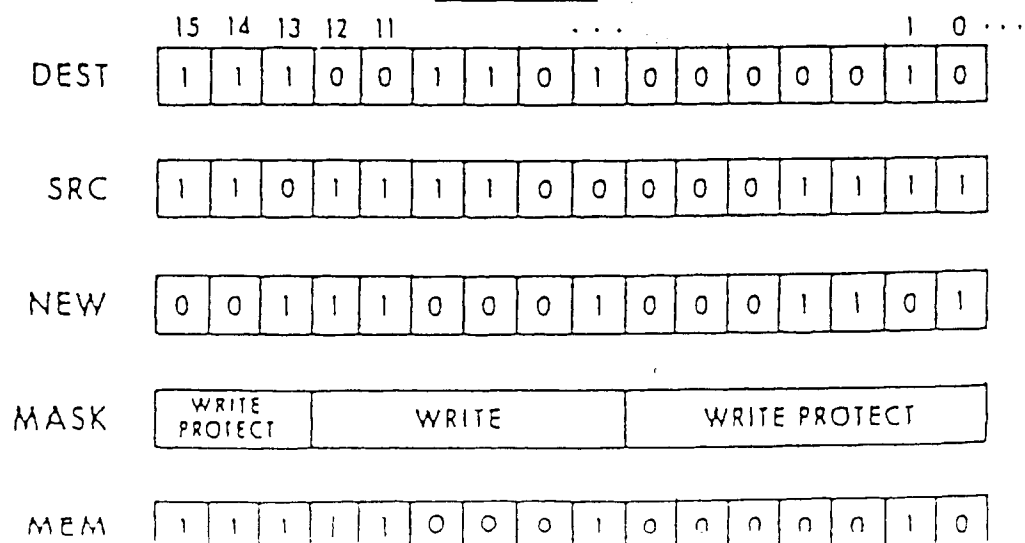 15 14 13 12 11 ... 1 0 ...
DEST 1 1 1 0 0 1 1 0 1 0 0 0 0 0 1 0
SRC 1 1 0 1 1 1 1 0 0 0 0 0 1 1 1 1
NEW 0 0 1 1 1 0 0 0 1 0 0 0 1 1 0 1
MASK WRITE PROTECT WRITE WRITE PROTECT
MEM 1 1 1 1 1 0 0 0 1 0 0 0 0 0 1 0